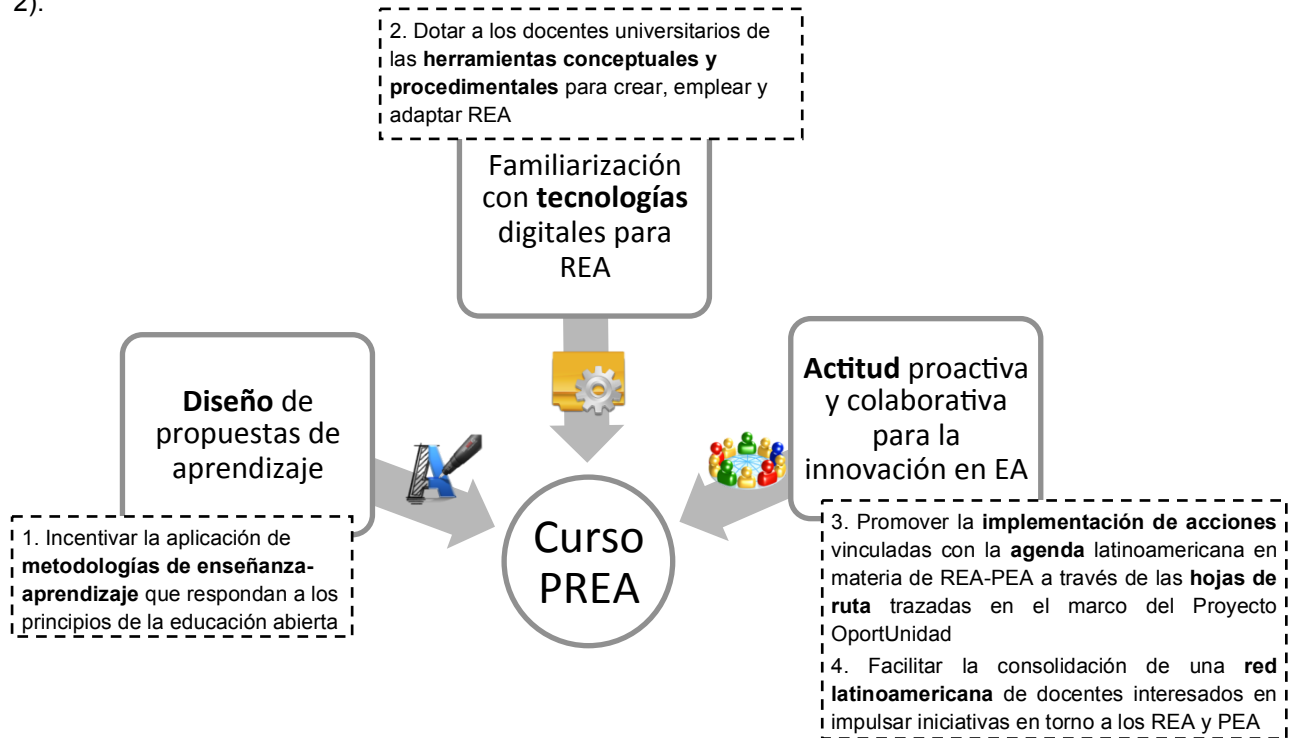 2).
2. Dotar a los docentes universitarios de
las herramientas conceptuales y
procedimentales para crear, emplear y
adaptar REA
Familiarización
con tecnologías
digitales para
REA
Diseño de
propuestas de
aprendizaje
1. Incentivar la aplicación de
metodologías de enseñanza-
aprendizaje que respondan a los
principios de la educación abierta
Curso
PREA
Actitud proactiva
y colaborativa
para la
innovación en EA
3. Promover la implementación de acciones
vinculadas con la agenda latinoamericana en
materia de REA-PEA a través de las hojas de
ruta trazadas en el marco del Proyecto
OportUnidad
4. Facilitar la consolidación de una red
latinoamericana de docentes interesados en
impulsar iniciativas en torno a los REA y PEA